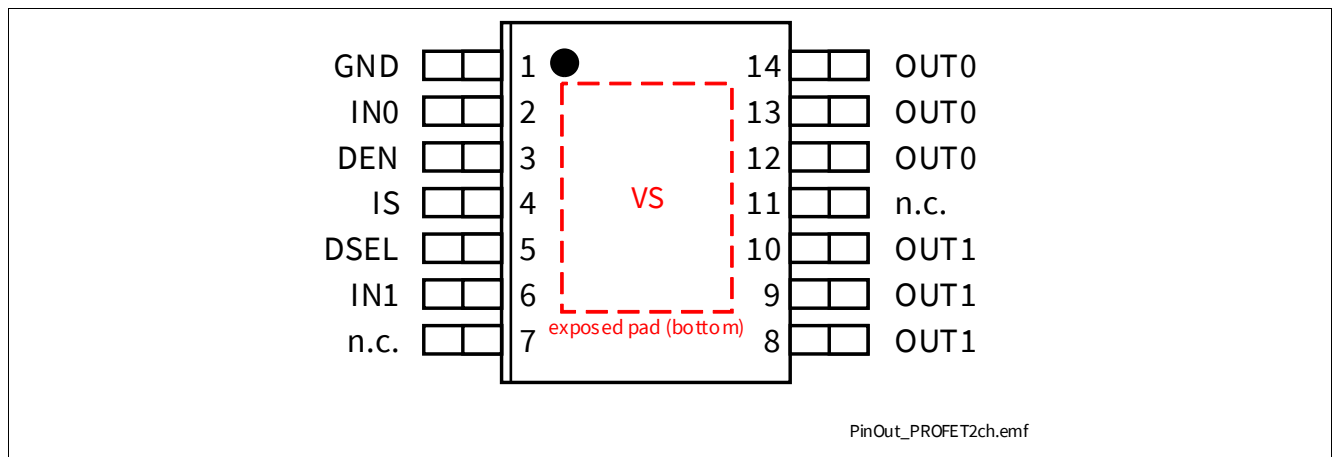 GND 1 14 OUT0
IN0 2 13 OUT0
DEN 3 12 OUT0
IS 4 VS 11 n.c.
DSEL 5 10 OUT1
IN1 6 9 OUT1
exposed pad (bottom)
n.c. 7 8 OUT1
PinOut_PROFET2ch.emf